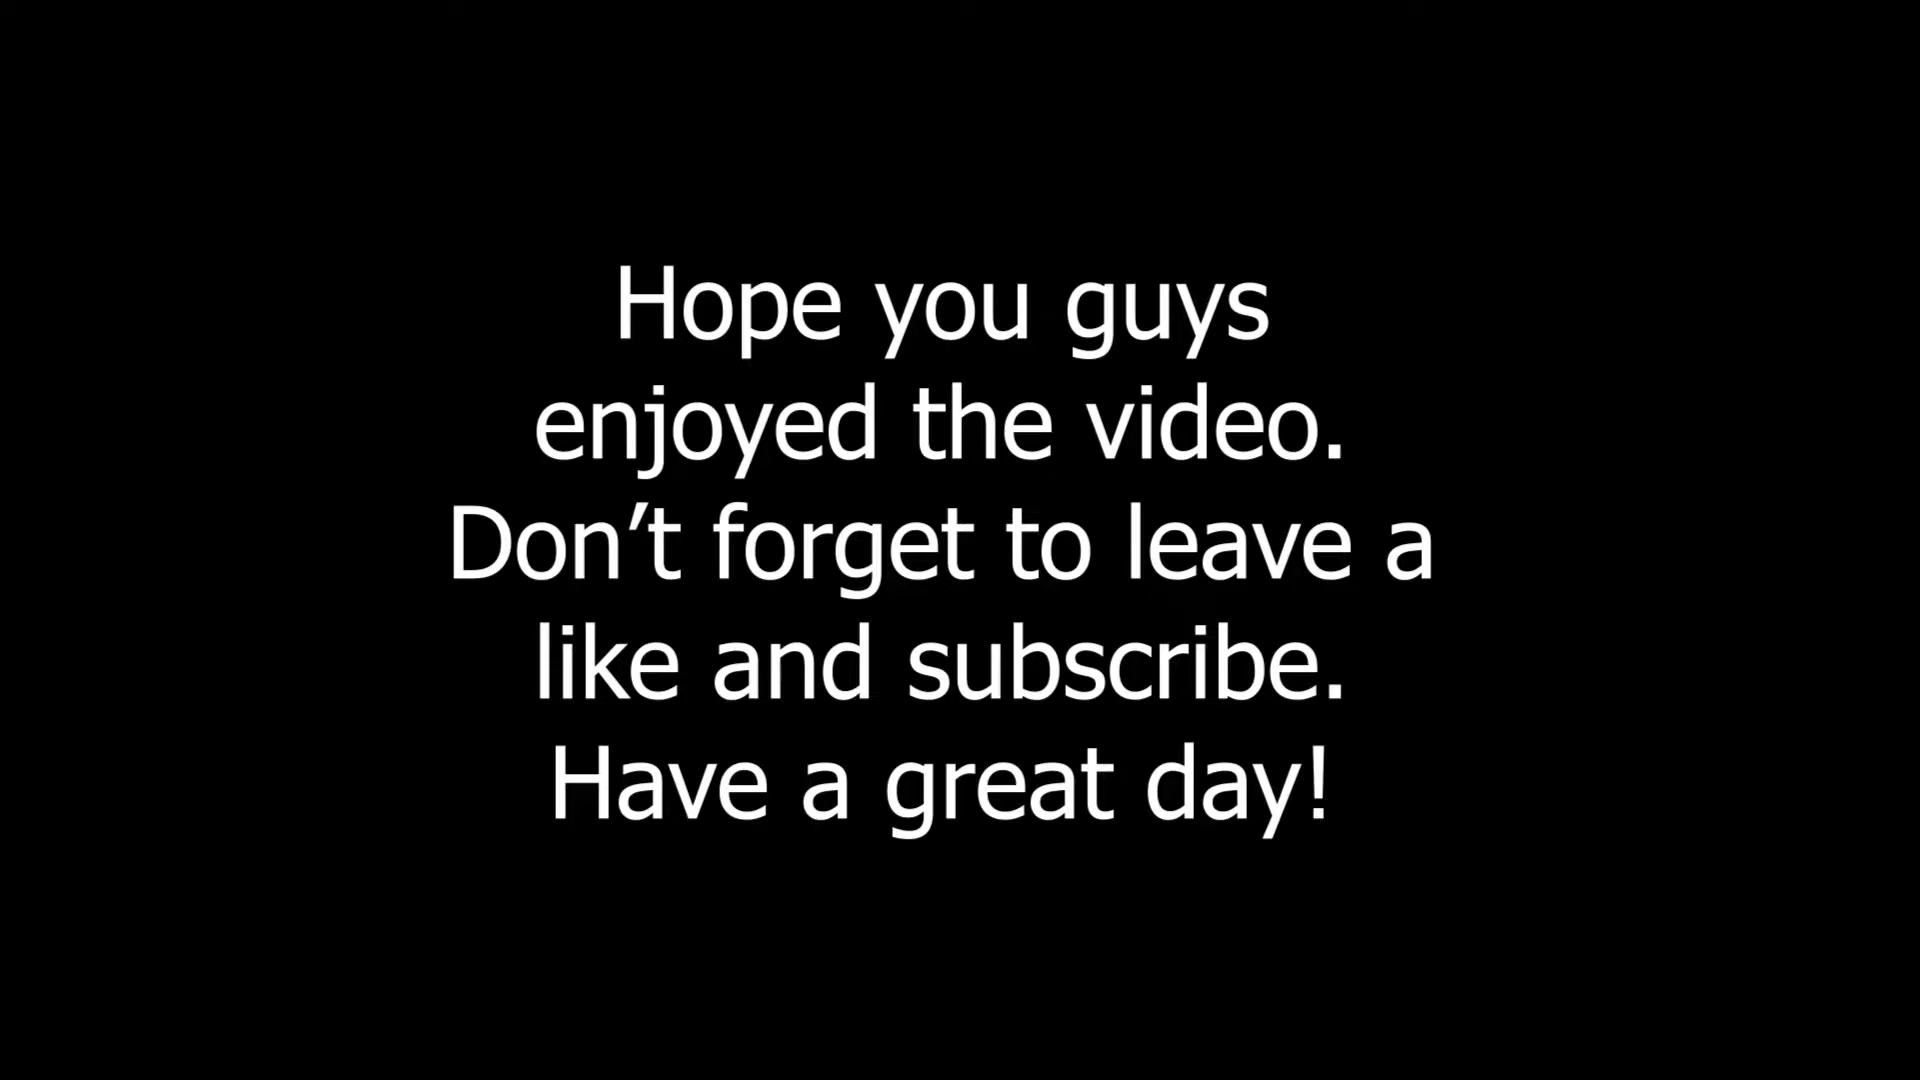 Hope you guys
enjoyed the video.
Don’t forget to leave a
like and subscribe.
Have a great day!